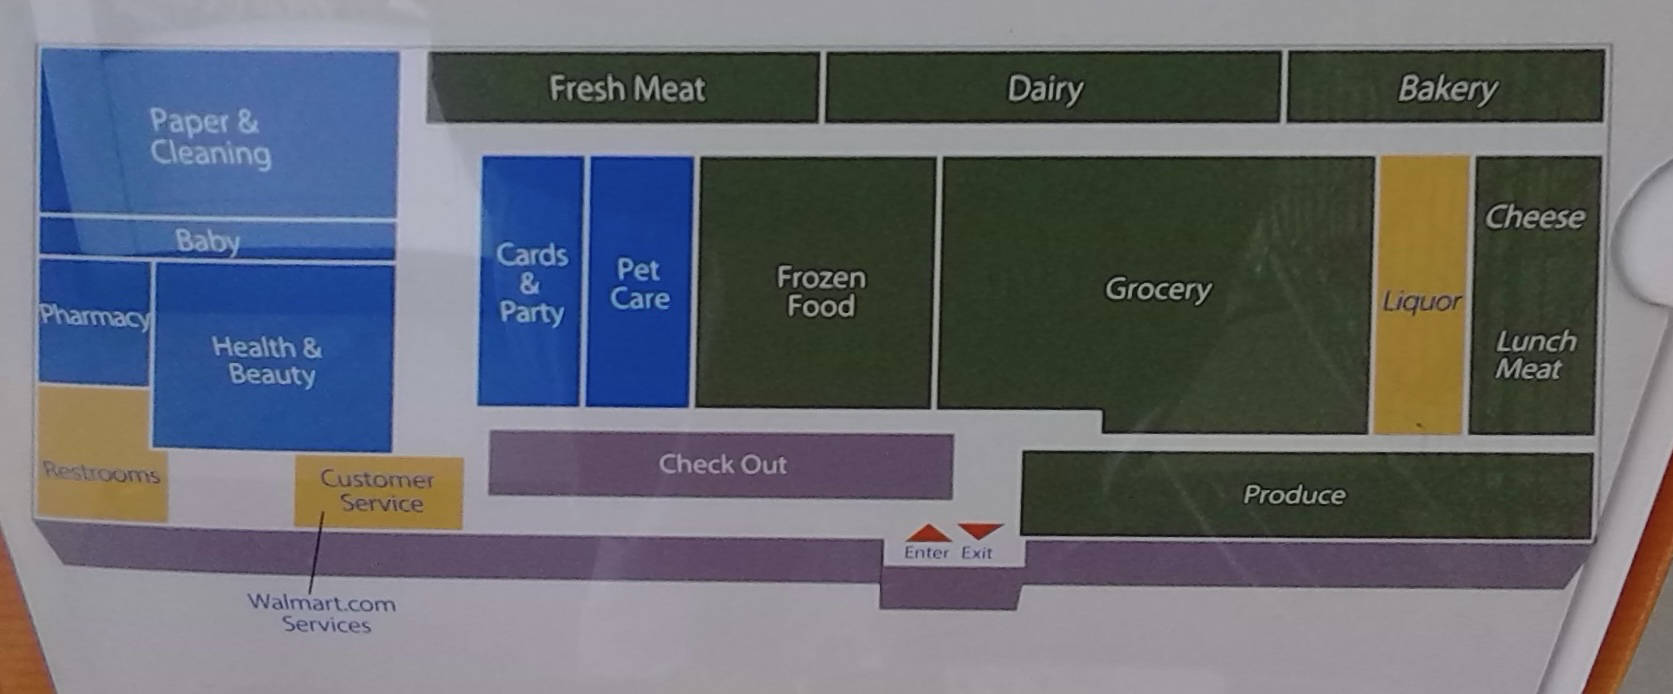 Fresh Meat
Dairy
Bakery
Paper &
Cleaning
Baby
Pharmacy
Health &
Beauty
Cards
&
Party
Pet
Care
Frozen
Food
Grocery
Liquor
Cheese
Lunch
Meat
Restrooms
Customer
Service
Check Out
Produce
Enter Exit
Walmart.com
Services